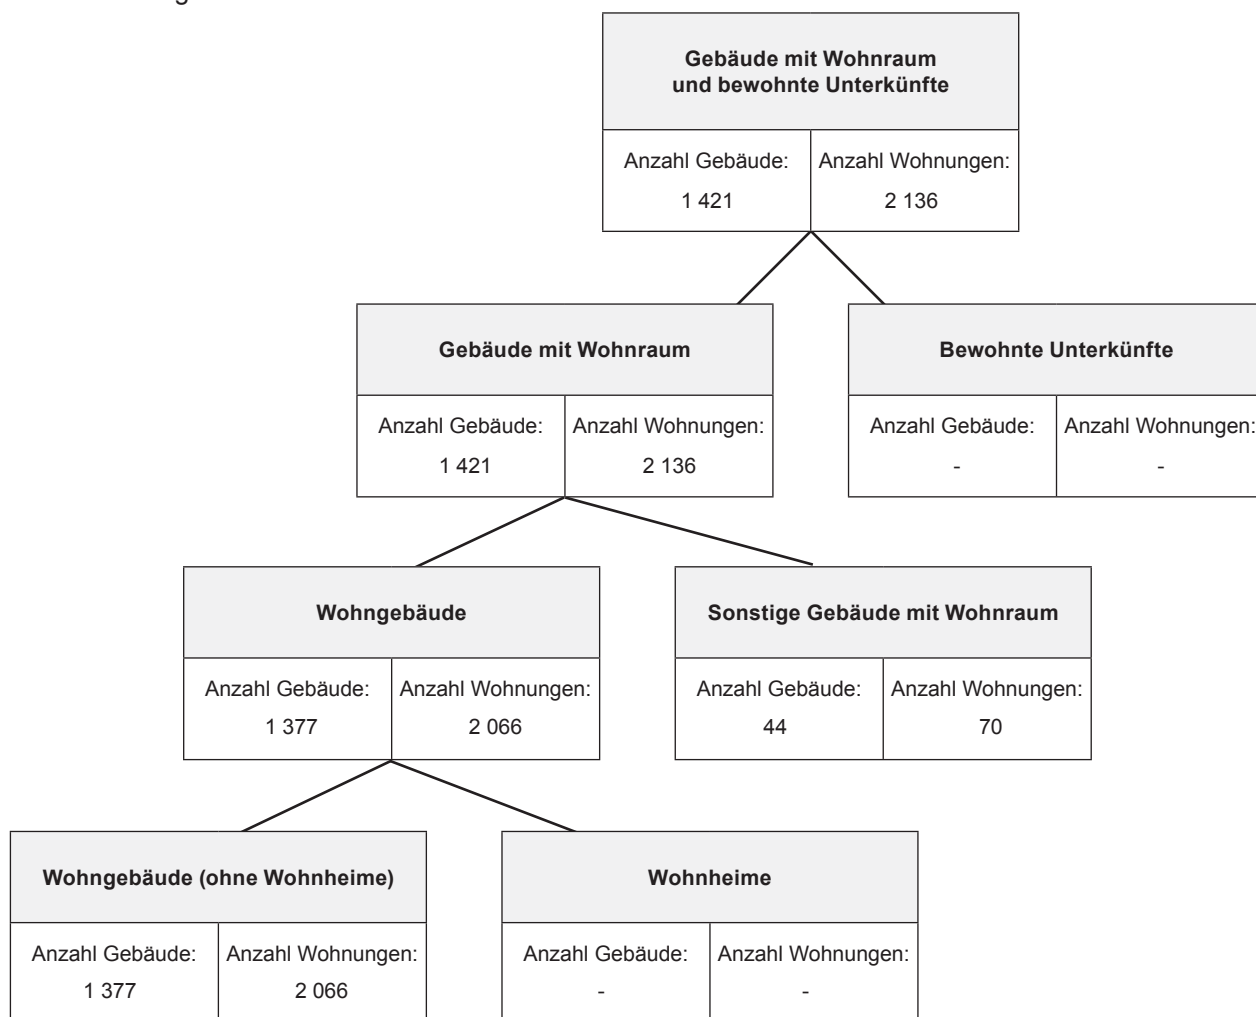 Gebäude mit Wohnraum
und bewohnte Unterkünfte
Anzahl Gebäude: Anzahl Wohnungen:
1 421 2 136
Gebäude mit Wohnraum
Anzahl Gebäude: Anzahl Wohnungen:
1 421 2 136
Bewohnte Unterkünfte
Anzahl Gebäude: Anzahl Wohnungen:
- -
Wohngebäude
Anzahl Gebäude: Anzahl Wohnungen:
1 377 2 066
Sonstige Gebäude mit Wohnraum
Anzahl Gebäude: Anzahl Wohnungen:
44 70
Wohngebäude (ohne Wohnheime)
Anzahl Gebäude: Anzahl Wohnungen:
1 377 2 066
Wohnheime
Anzahl Gebäude: Anzahl Wohnungen:
- -